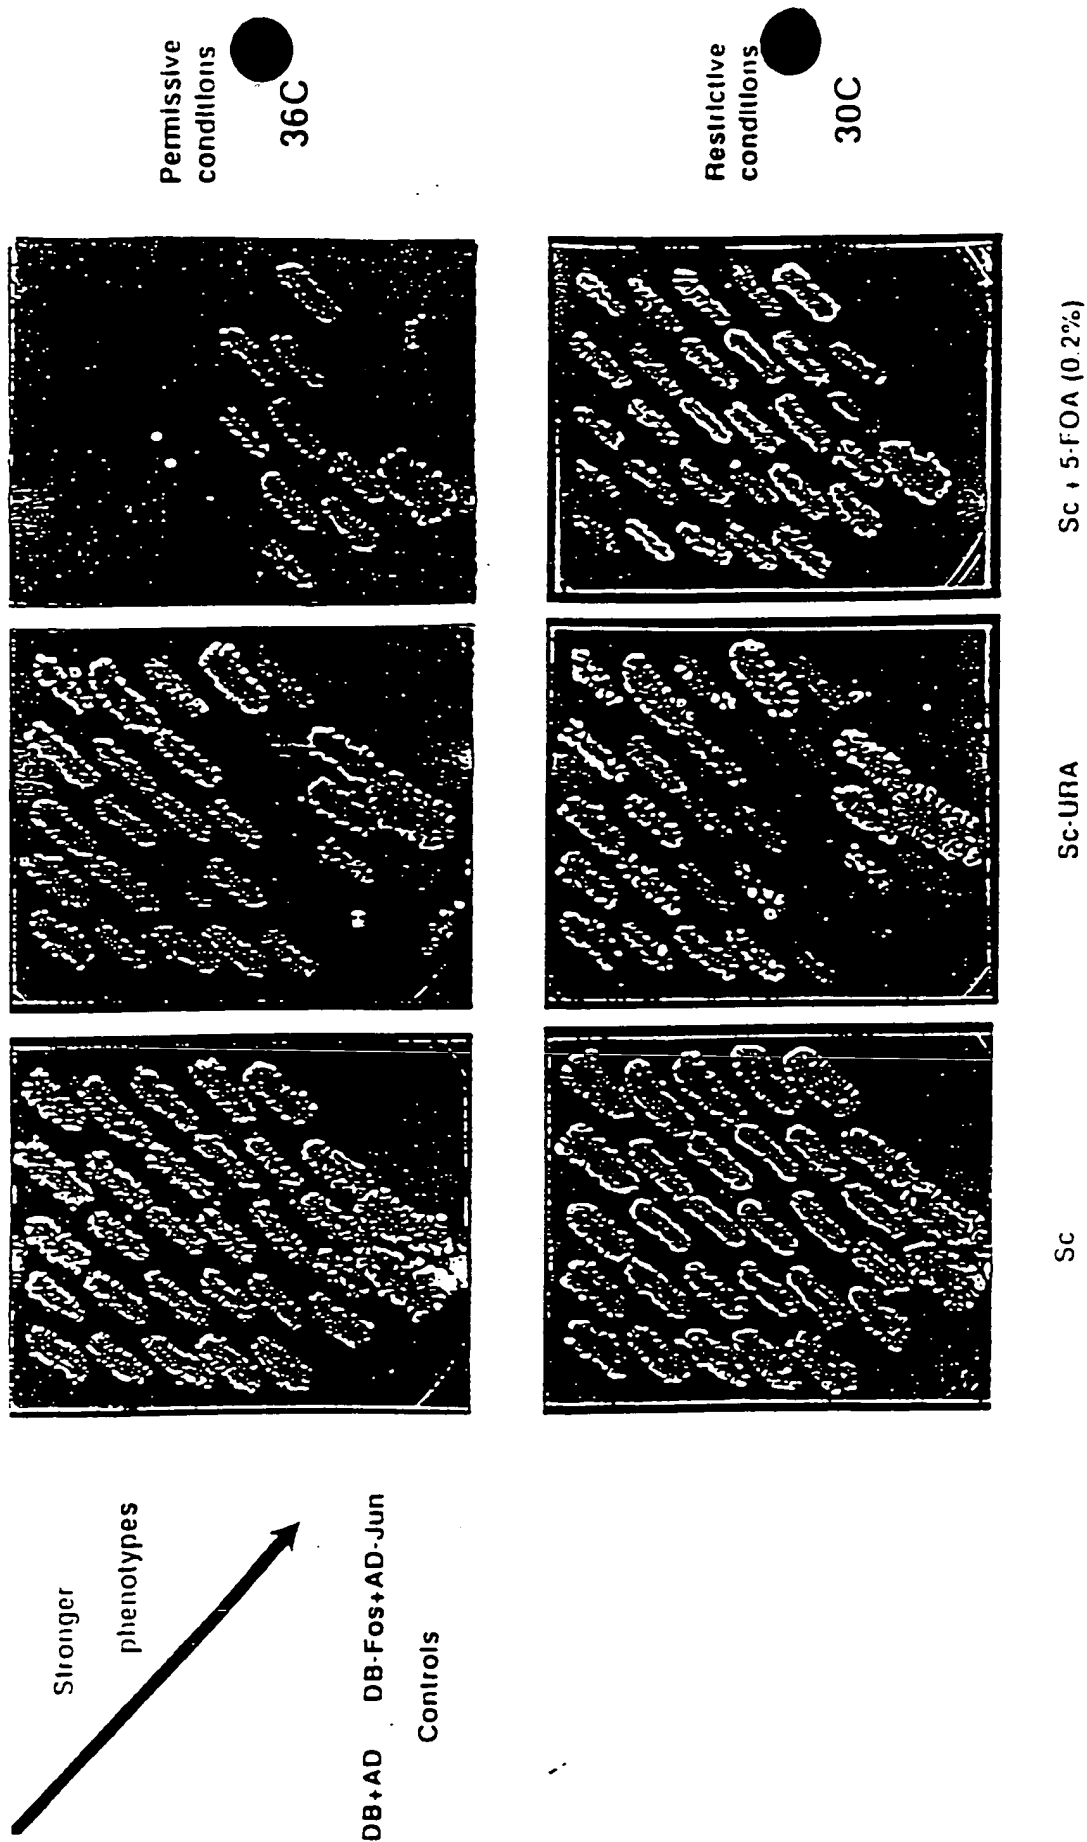 Stronger
phenotypes
DB+AD DB-Fos+AD-Jun
Controls
Permissive
conditions
36C
Restrictive
conditions
30C
Sc
Sc-URA
Sc + 5-FOA (0.2%)